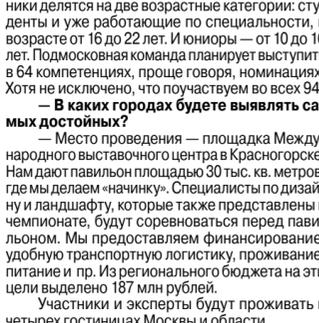 ники делятся на две возрастные категории: сту
денты и уже работающие по специальности,
возрасте от 16 до 22 лет. И юниоры — от 10 до 1
лет. Подмосковная команда планирует выступит
в 64 компетенциях, проще говоря, номинациях
Хотя не исключено, что поучаствуем во всех 94
— В каких городах будете выявлять са
мых достойных?
— Место проведения — площадка Между
народного выставочного центра в Красногорске
Нам дают павильон площадью 30 тыс. кв. метров
где мы делаем «начинку». Специалисты по дизай
ну и ландшафту, которые также представлены
чемпионате, будут соревноваться перед пави
льоном. Мы предоставляем финансирование
удобную транспортную логистику, проживание
питание и пр. Из регионального бюджета на эт
цели выделено 187 млн рублей.
Участники и эксперты будут проживать
четырех гостиницах Москвы и области